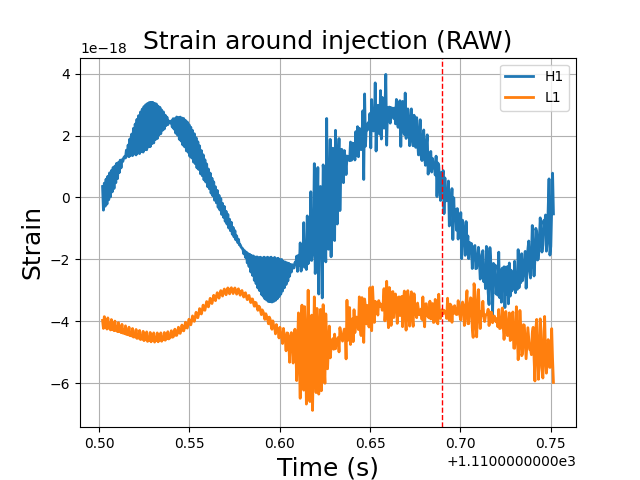 Strain around injection (RAW)
1e−18
H1
L1
4
2
0
−2
−4
−6
Strain
0.50 0.55 0.60 0.65 0.70 0.75
+1.1100000000e3
Time (s)